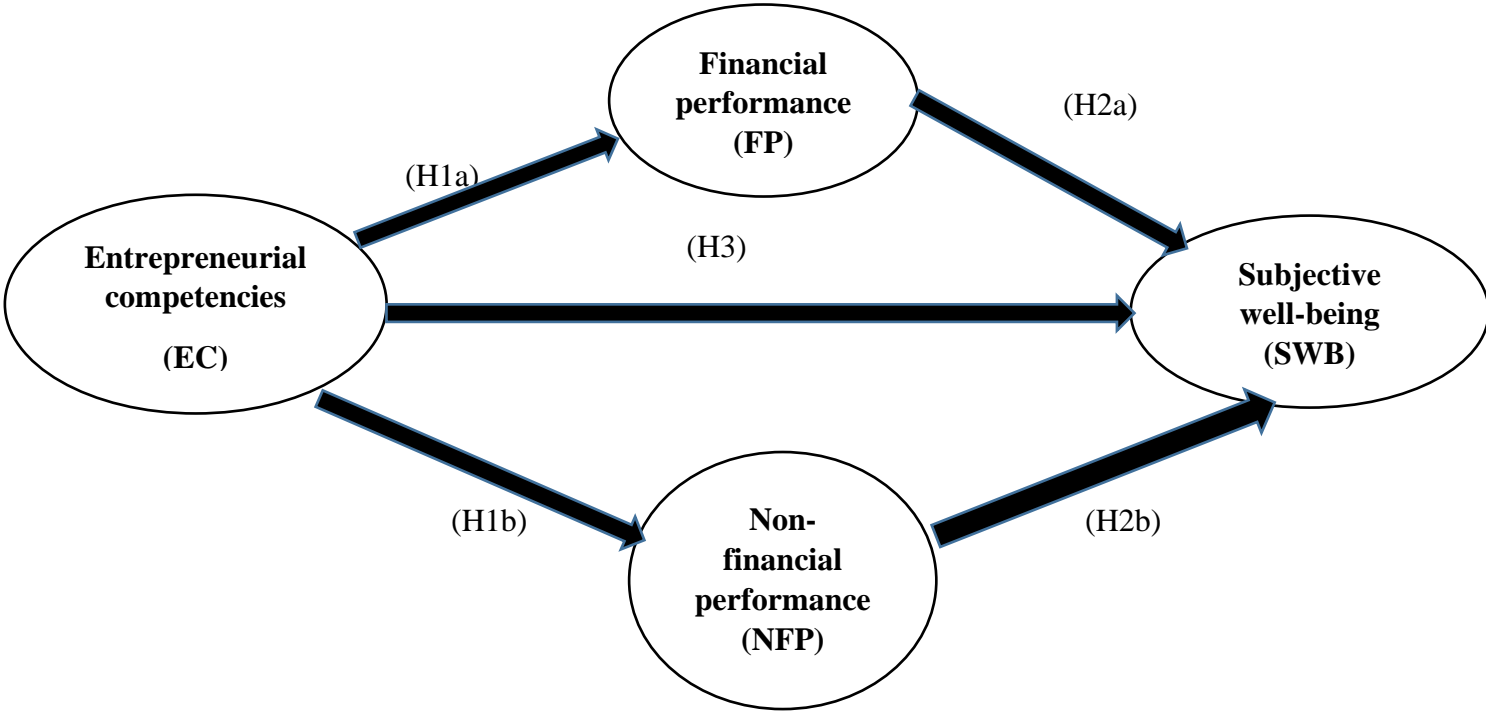 Financial
performance
(FP)
(H2a)
(H1a)
(H3)
Entrepreneurial
competencies
(EC)
Subjective
well-being
(SWB)
(H1b)
(H2b)
Non-
financial
performance
(NFP)